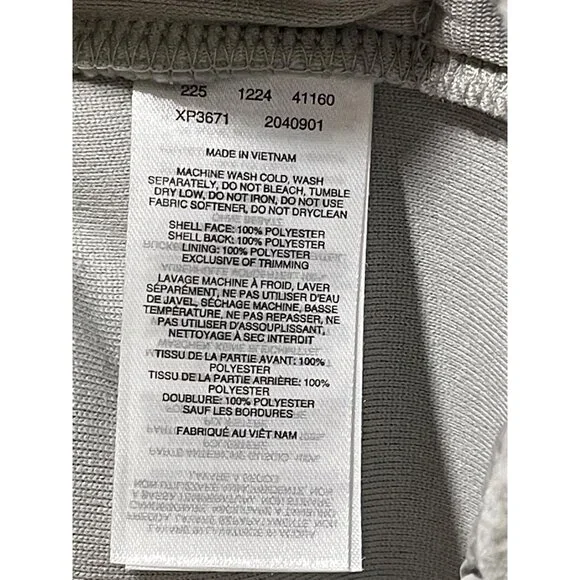 225 1224 41160
XP3671 2040901
MADE IN VIETNAM
MACHINE WASH COLD, WASH
SEPARATELY, DO NOT BLEACH, TUMBLE
DRY LOW, DO NOT IRON, DO NOT USE
FABRIC SOFTENER, DO NOT DRYCLEAN
SHELL FACE: 100% POLYESTER
SHELL BACK: 100% POLYESTER
LINING: 100% POLYESTER
EXCLUSIVE OF TRIMMING
LAVAGE MACHINE À FROID, LAVER
SÉPARÉMENT, NE PAS UTILISER D'EAU
DE JAVEL, SÉCHAGE MACHINE, BASSE
TEMPÉRATURE, NE PAS REPASSER, NE
PAS UTILISER D'ASSOUPLISSANT,
NETTOYAGE À SEC INTERDIT
TISSU DE LA PARTIE AVANT: 100%
POLYESTER
TISSU DE LA PARTIE ARRIÈRE: 100%
POLYESTER
DOUBLURE: 100% POLYESTER
SAUF LES BORDURES
FABRIQUÉ AU VIÊT NAM